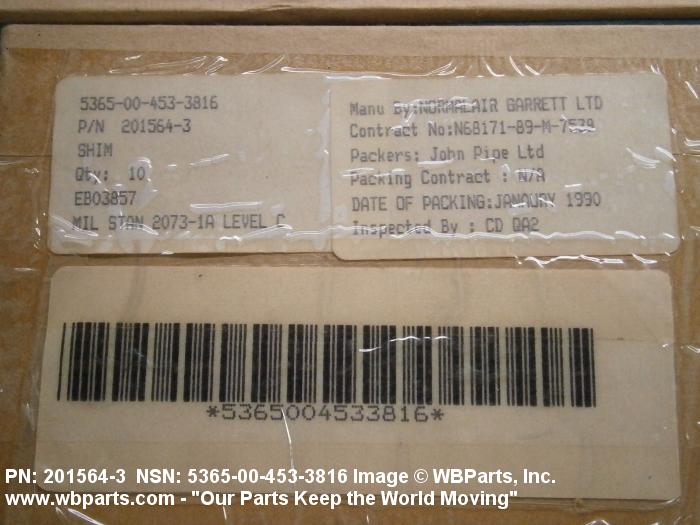 5365-00-453-3816
P/N 201564-3
SHIM
Qty: 10
EB03857
MIL STAN 2073-1A LEVEL C
Manu By:NORMALAIR GARRETT LTD
Contract No:N68171-89-M-7539
Packers: John Pipe Ltd
Packing Contract : N/A
DATE OF PACKING:JANAURY 1990
Inspected By : CD QA2
*5365004533816*
PN: 201564-3 NSN: 5365-00-453-3816 Image © WBParts, Inc.
www.wbparts.com - "Our Parts Keep the World Moving"